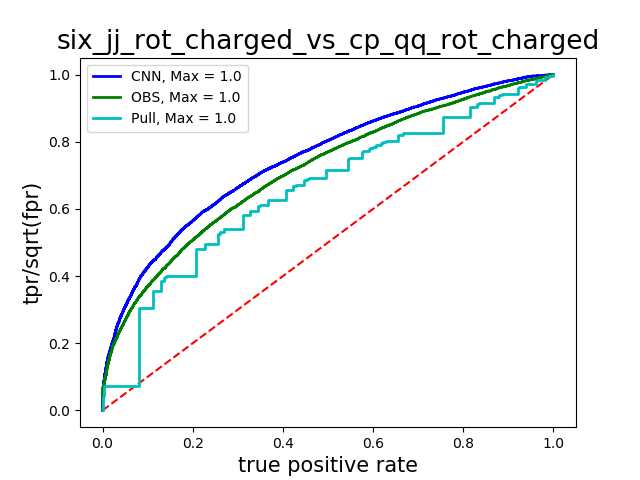 six_jj_rot_charged_vs_cp_qq_rot_charged
CNN, Max = 1.0
OBS, Max = 1.0
Pull, Max = 1.0
tpr/sqrt(fpr)
1.0
0.8
0.6
0.4
0.2
0.0
0.0 0.2 0.4 0.6 0.8 1.0
true positive rate